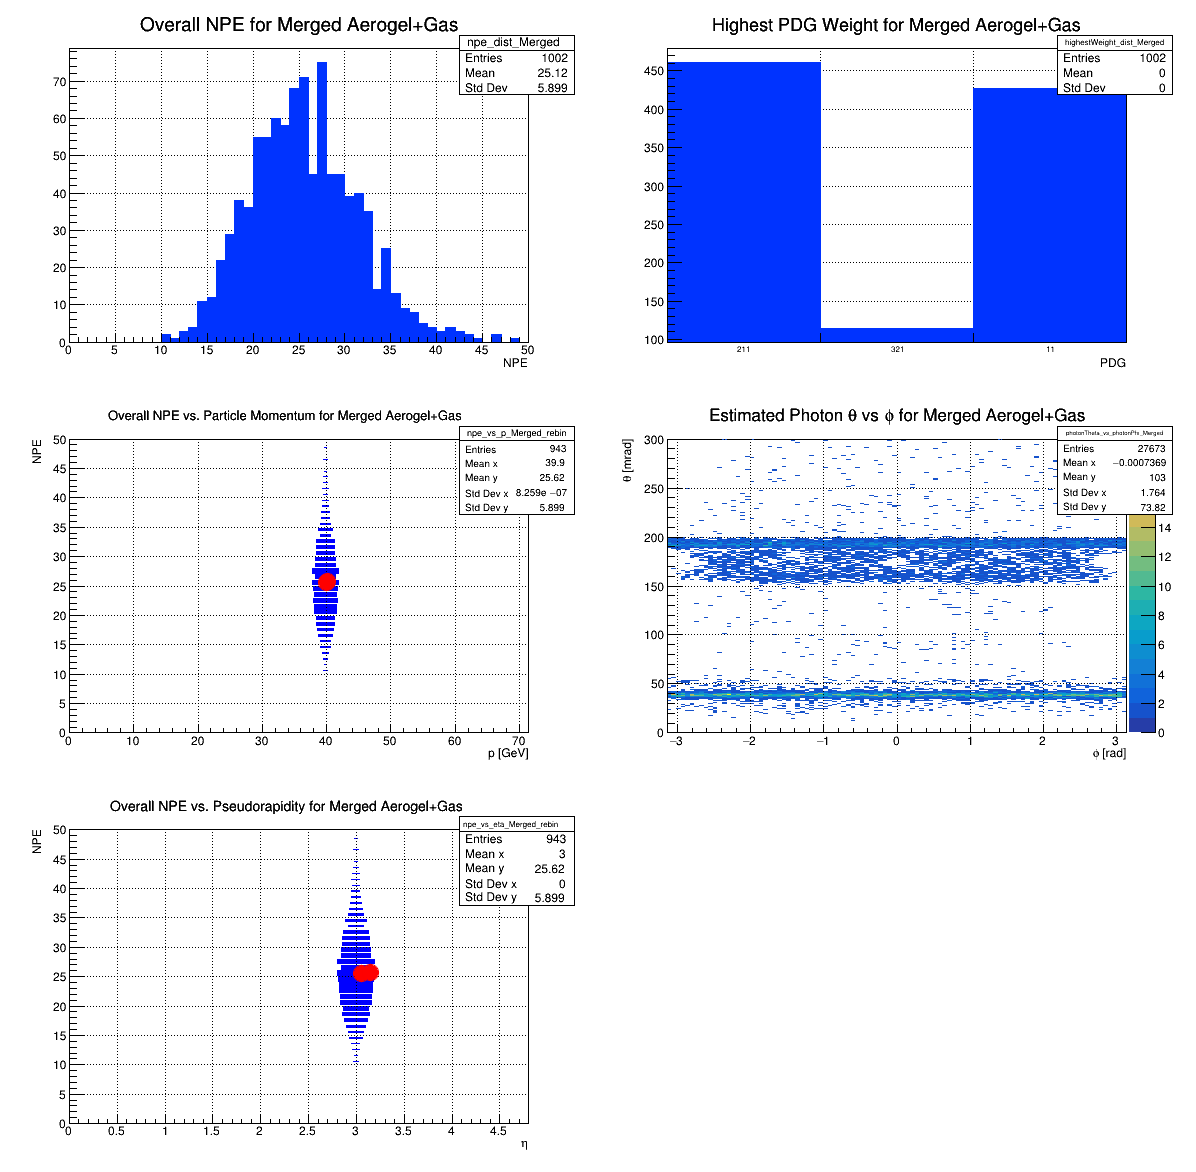 Overall NPE for Merged Aerogel+Gas
npe_dist_Merged
Entries 1002
Mean 25.12
Std Dev 5.899
70
60
50
40
30
20
10
0
0 5 10 15 20 25 30 35 40 45 50
NPE
Highest PDG Weight for Merged Aerogel+Gas
highestWeight_dist_Merged
Entries 1002
Mean 0
Std Dev 0
450
400
350
300
250
200
150
100
211 321 11
PDG
Overall NPE vs. Particle Momentum for Merged Aerogel+Gas
npe_vs_p_Merged_rebin
Entries 943
Mean x 39.9
Mean y 25.62
Std Dev x 8.259e −07
Std Dev y 5.899
NPE
50
45
40
35
30
25
20
15
10
5
0
0 10 20 30 40 50 60 70
p [GeV]
Estimated Photon θ vs ϕ for Merged Aerogel+Gas
photonTheta_vs_photonPhi_Merged
Entries 27673
Mean x −0.0007369
Mean y 103
Std Dev x 1.764
Std Dev y 73.82
θ [mrad]
300
250
200
150
100
50
0
−3 −2 −1 0 1 2 3
ϕ [rad]
14
12
10
8
6
4
2
0
Overall NPE vs. Pseudorapidity for Merged Aerogel+Gas
npe_vs_eta_Merged_rebin
Entries 943
Mean x 3
Mean y 25.62
Std Dev x 0
Std Dev y 5.899
NPE
50
45
40
35
30
25
20
15
10
5
0
0 0.5 1 1.5 2 2.5 3 3.5 4 4.5
η